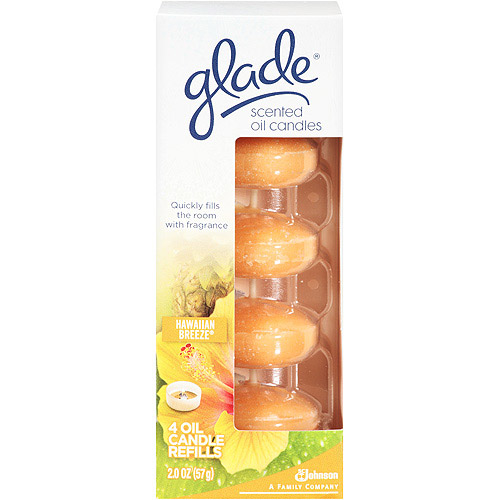 glade®
scented
oil candles
Quickly fills
the room
with fragrance
HAWAIIAN
BREEZE®
4 OIL
CANDLE
REFILLS
2.0 OZ (57g)
SC Johnson
A FAMILY COMPANY